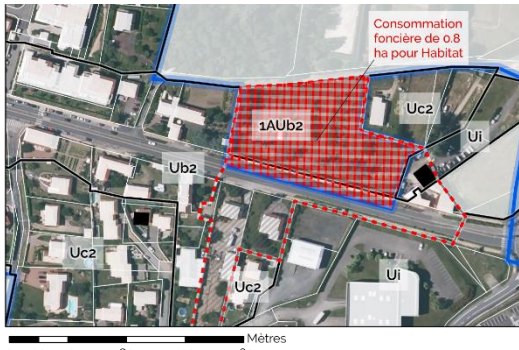 Consommation
foncière de 0.8
ha pour Habitat
1AUb2
Uc2
Ui
Ub2
Uc2
Uc2
Ui
Mètres